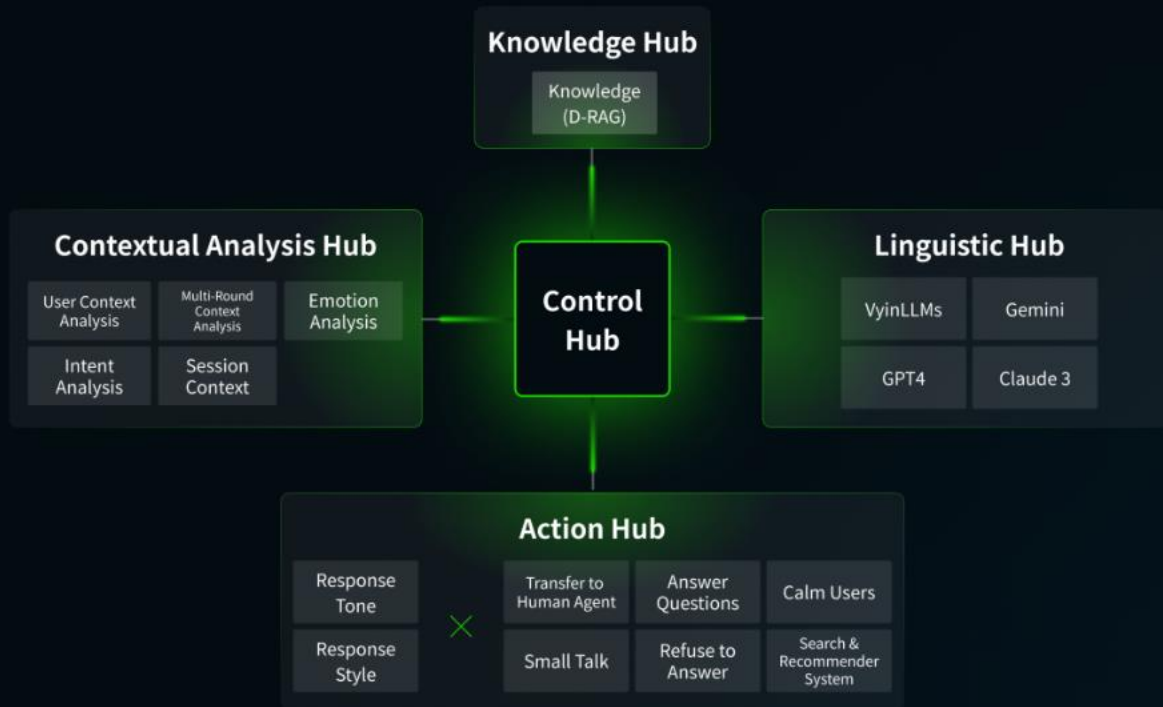 Knowledge Hub
Knowledge
(D-RAG)
Contextual Analysis Hub
User Context
Analysis
Multi-Round
Context
Analysis
Emotion
Analysis
Intent
Analysis
Session
Context
Control
Hub
Linguistic Hub
VyinLLMs
Gemini
GPT4
Claude 3
Action Hub
Response
Tone
Response
Style
Transfer to
Human Agent
Answer
Questions
Calm Users
Small Talk
Refuse to
Answer
Search &
Recommender
System